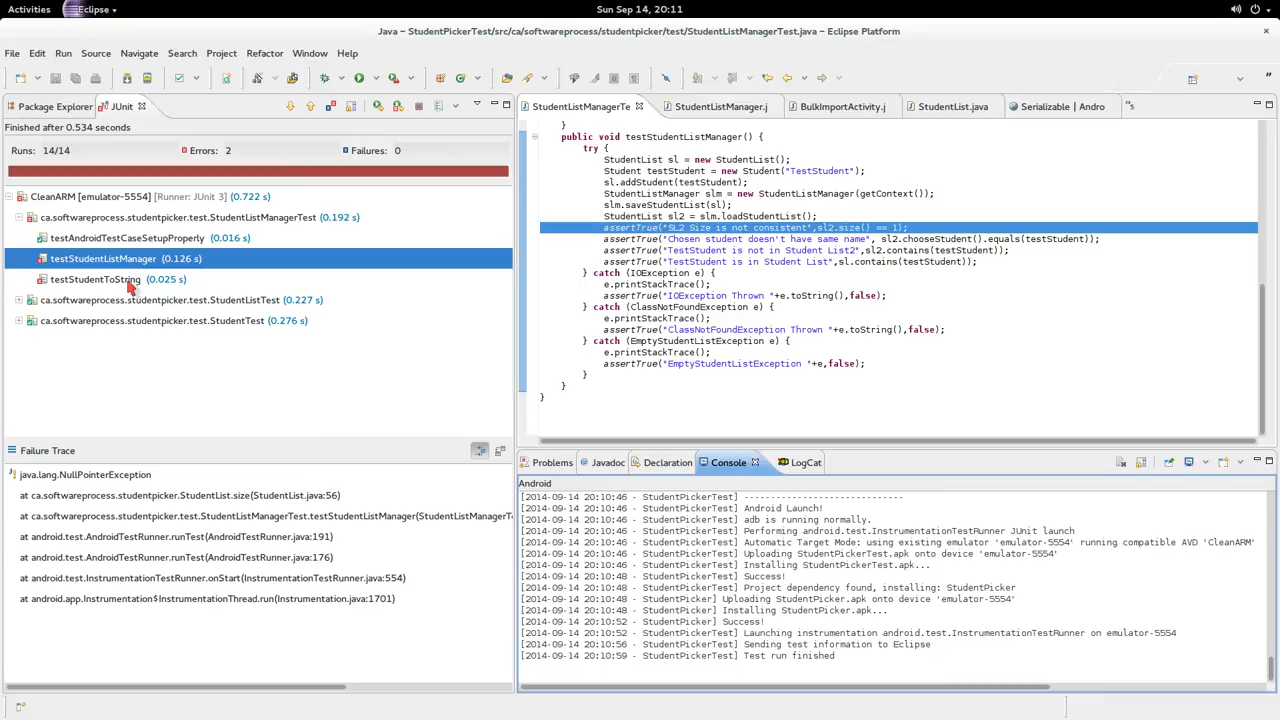 Activities
Eclipse
Sun Sep 14, 20:11
Java – StudentPickerTest/src/ca/softwareprocess/studentpicker/test/StudentListManagerTest.java – Eclipse Platform
File Edit Run Source Navigate Search Project Refactor Window Help
Package Explorer
JUnit
Finished after 0.534 seconds
Runs: 14/14
Errors: 2
Failures: 0
CleanARM [emulator-5554] [Runner: JUnit 3] (0.722 s)
ca.softwareprocess.studentpicker.test.StudentListManagerTest (0.192 s)
testAndroidTestCaseSetupProperly (0.016 s)
testStudentListManager (0.126 s)
testStudentToString (0.025 s)
ca.softwareprocess.studentpicker.test.StudentListTest (0.227 s)
ca.softwareprocess.studentpicker.test.StudentTest (0.276 s)
Failure Trace
java.lang.NullPointerException
at ca.softwareprocess.studentpicker.StudentList.size(StudentList.java:56)
at ca.softwareprocess.studentpicker.test.StudentListManagerTest.testStudentListManager(StudentListManagerTe
at android.test.AndroidTestRunner.runTest(AndroidTestRunner.java:191)
at android.test.AndroidTestRunner.runTest(AndroidTestRunner.java:176)
at android.test.InstrumentationTestRunner.onStart(InstrumentationTestRunner.java:554)
at android.app.Instrumentation$InstrumentationThread.run(Instrumentation.java:1701)
StudentListManagerTe
StudentListManager.j
BulkImportActivity.j
StudentList.java
Serializable | Andro
»5
}
public void testStudentListManager() {
try {
StudentList sl = new StudentList();
Student testStudent = new Student("TestStudent");
sl.addStudent(testStudent);
StudentListManager slm = new StudentListManager(getContext());
slm.saveStudentList(sl);
StudentList sl2 = slm.loadStudentList();
assertTrue("SL2 Size is not consistent",sl2.size() == 1);
assertTrue("Chosen student doesn't have same name", sl2.chooseStudent().equals(testStudent));
assertTrue("TestStudent is not in Student List2",sl2.contains(testStudent));
assertTrue("TestStudent is in Student List",sl.contains(testStudent));
} catch (IOException e) {
e.printStackTrace();
assertTrue("IOException Thrown "+e.toString(),false);
} catch (ClassNotFoundException e) {
e.printStackTrace();
assertTrue("ClassNotFoundException Thrown "+e.toString(),false);
} catch (EmptyStudentListException e) {
e.printStackTrace();
assertTrue("EmptyStudentListException "+e,false);
}
}
}
Problems
Javadoc
Declaration
Console
LogCat
Android
[2014-09-14 20:10:46 - StudentPickerTest] ------------------------------
[2014-09-14 20:10:46 - StudentPickerTest] Android Launch!
[2014-09-14 20:10:46 - StudentPickerTest] adb is running normally.
[2014-09-14 20:10:46 - StudentPickerTest] Performing android.test.InstrumentationTestRunner JUnit launch
[2014-09-14 20:10:46 - StudentPickerTest] Automatic Target Mode: using existing emulator 'emulator-5554' running compatible AVD 'CleanARM'
[2014-09-14 20:10:46 - StudentPickerTest] Uploading StudentPickerTest.apk onto device 'emulator-5554'
[2014-09-14 20:10:46 - StudentPickerTest] Installing StudentPickerTest.apk...
[2014-09-14 20:10:48 - StudentPickerTest] Success!
[2014-09-14 20:10:48 - StudentPickerTest] Project dependency found, installing: StudentPicker
[2014-09-14 20:10:48 - StudentPicker] Uploading StudentPicker.apk onto device 'emulator-5554'
[2014-09-14 20:10:48 - StudentPicker] Installing StudentPicker.apk...
[2014-09-14 20:10:52 - StudentPicker] Success!
[2014-09-14 20:10:52 - StudentPickerTest] Launching instrumentation android.test.InstrumentationTestRunner on emulator-5554
[2014-09-14 20:10:56 - StudentPickerTest] Sending test information to Eclipse
[2014-09-14 20:10:59 - StudentPickerTest] Test run finished